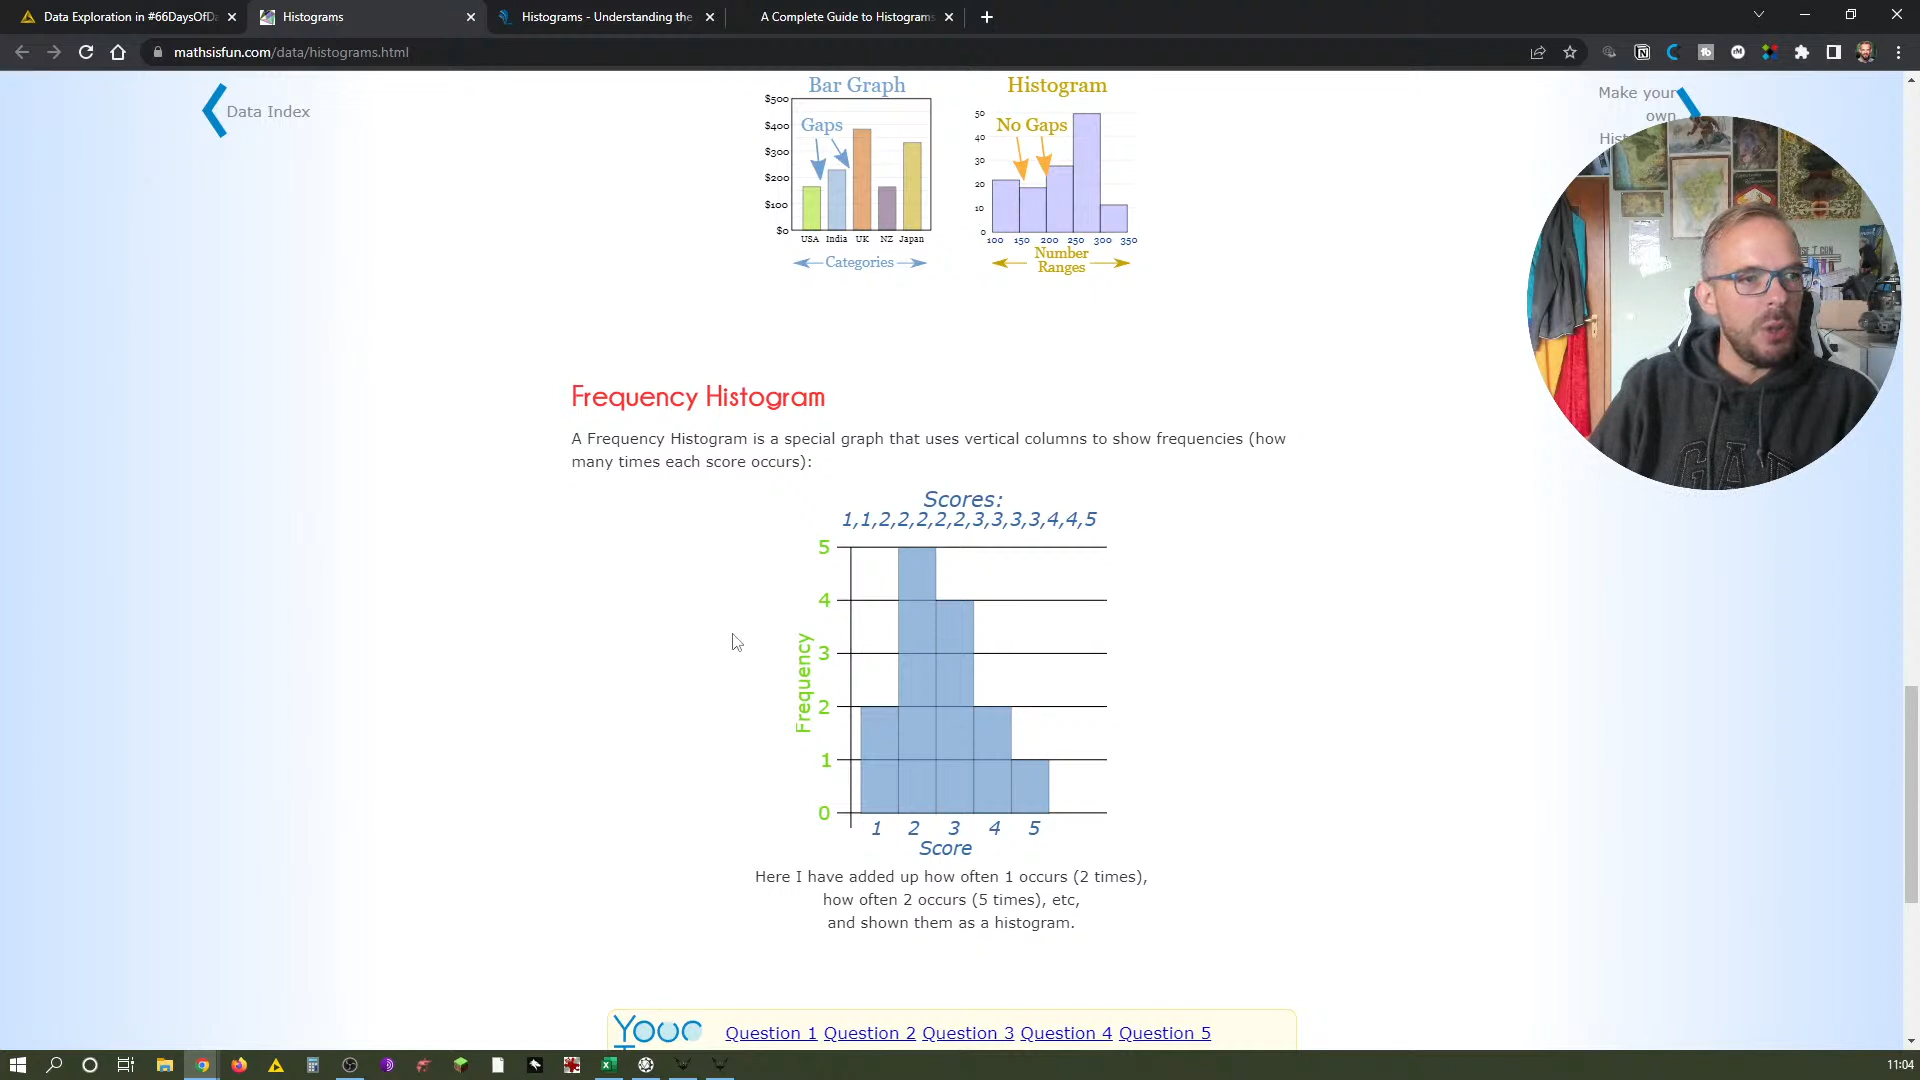 Data Exploration in #66DaysOfDa
Histograms
Histograms - Understanding the
A Complete Guide to Histograms
mathsisfun.com/data/histograms.html
Data Index
Make your
own
Hist
Bar Graph
$500
$400
$300
$200
$100
$0
Gaps
USA India UK NZ Japan
Categories
Histogram
50
40
30
20
10
0
No Gaps
100 150 200 250 300 350
Number
Ranges
Frequency Histogram
A Frequency Histogram is a special graph that uses vertical columns to show frequencies (how
many times each score occurs):
Scores:
1,1,2,2,2,2,2,3,3,3,3,4,4,5
5
4
3
2
1
0
Frequency
1 2 3 4 5
Score
Here I have added up how often 1 occurs (2 times),
how often 2 occurs (5 times), etc,
and shown them as a histogram.
Your
Question 1 Question 2 Question 3 Question 4 Question 5
11:04